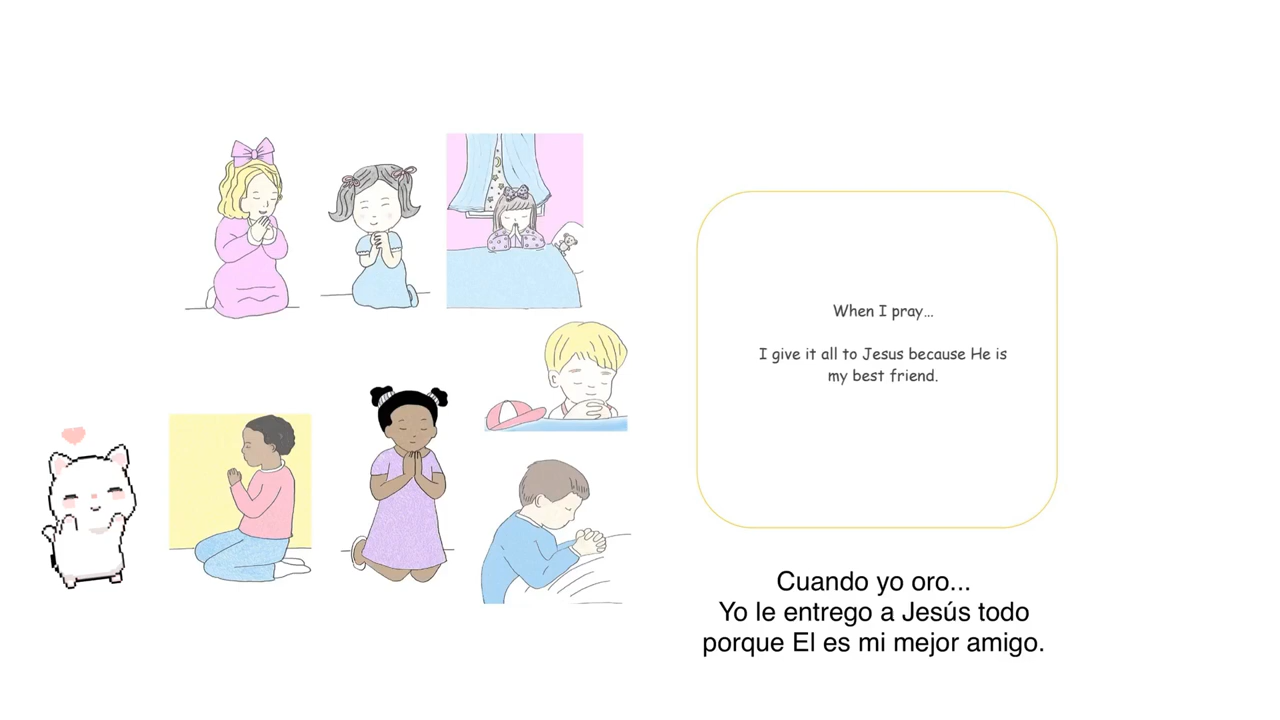 When I pray...
I give it all to Jesus because He is
my best friend.
Cuando yo oro...
Yo le entrego a Jesús todo
porque El es mi mejor amigo.